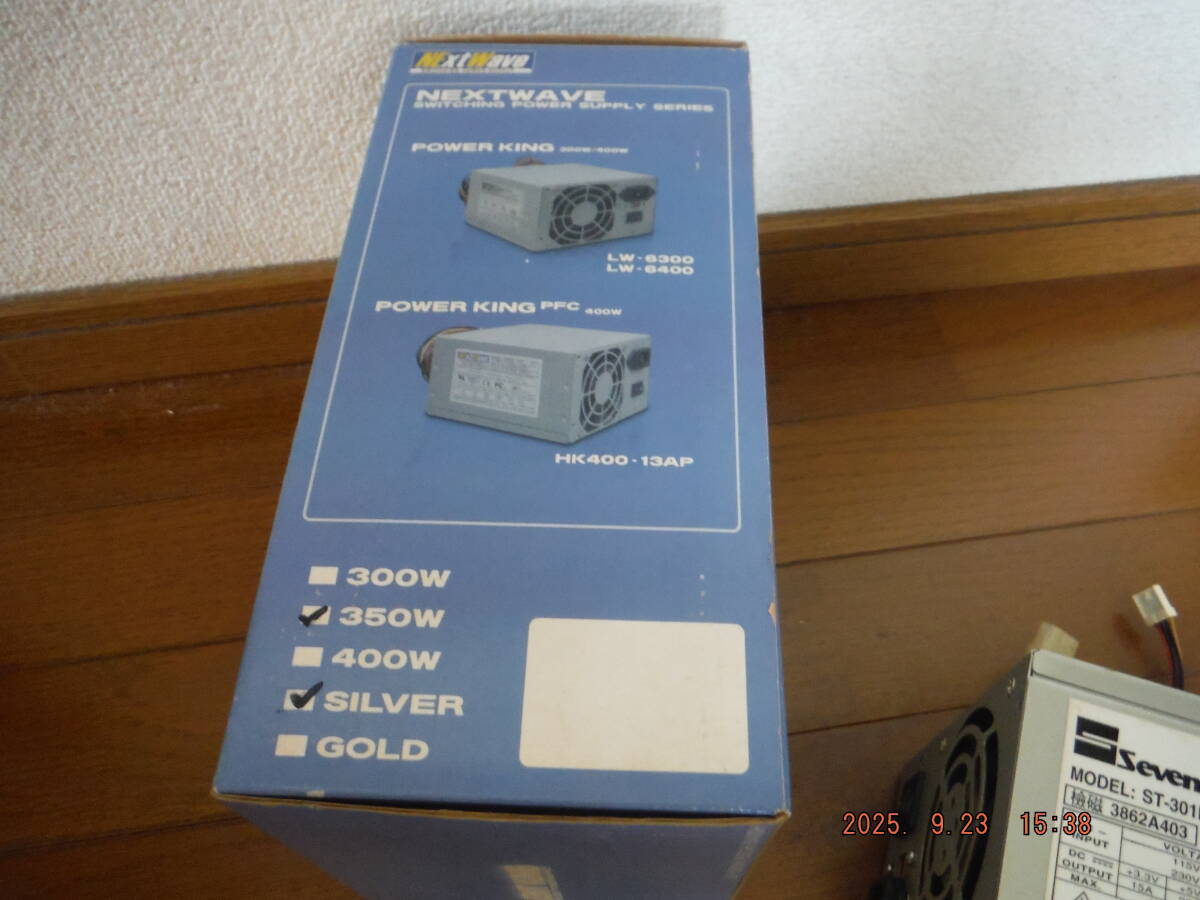 NExtWave
NEXTWAVE
SWITCHING POWER SUPPLY SERIES
POWER KING 300W/400W
LW-6300
LW-6400
POWER KING PFC 400W
HK400-13AP
300W
350W
400W
SILVER
GOLD
S
Seven
MODEL: ST-301
3862A403
INPUT
VOLTA
115V
230V
DC
OUTPUT
+3.3V
+5V
MAX
15A
2025. 9.23 15:38